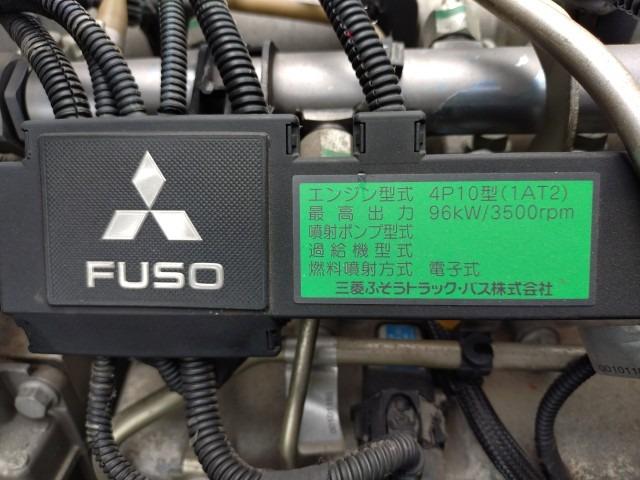 FUSO
エンジン型式 4P10型(1AT2)
最高出力 96kW/3500rpm
噴射ポンプ型式
過給機型式
燃料噴射方式 電子式
三菱ふそうトラック・バス株式会社